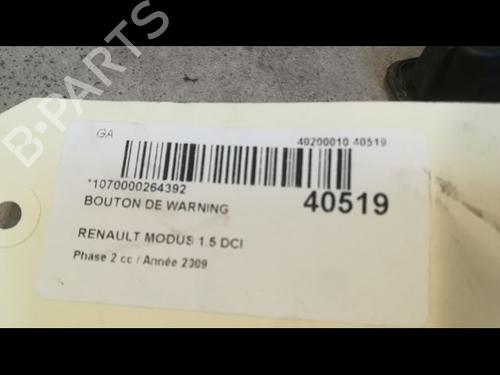 B-PARTS
GA
40200010 40519
*1070000264392
40519
BOUTON DE WARNING
RENAULT MODUS 1.5 DCI
Phase 2 cc / Année 2009